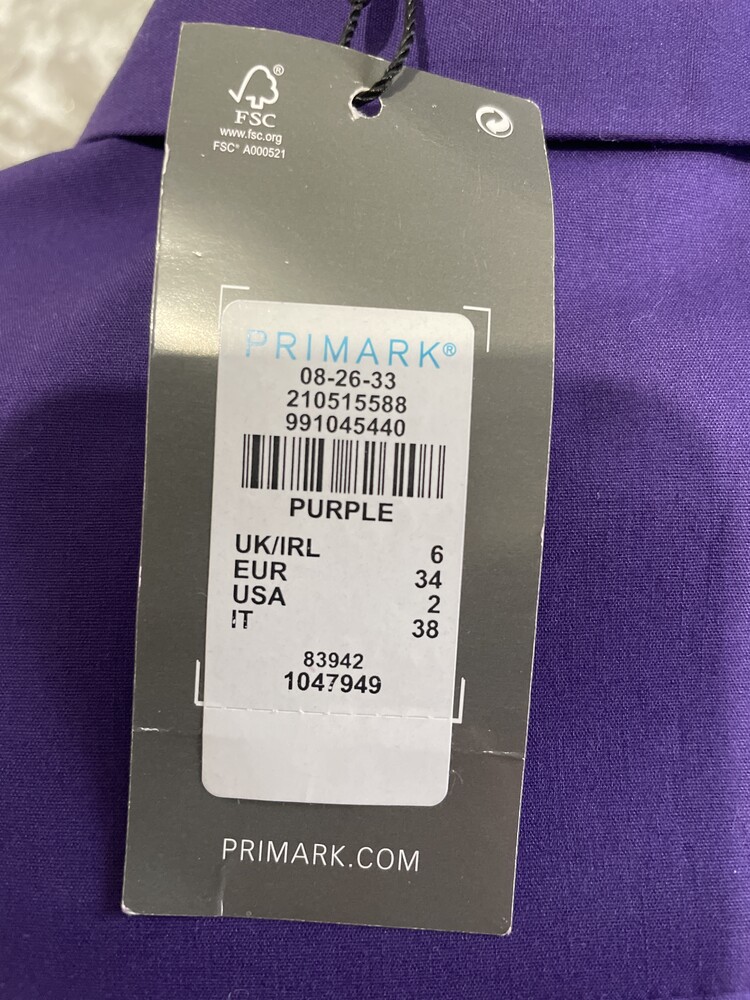 FSC
www.fsc.org
FSC® A000521
PRIMARK®
08-26-33
210515588
991045440
PURPLE
UK/IRL 6
EUR 34
USA 2
IT 38
83942
1047949
PRIMARK.COM